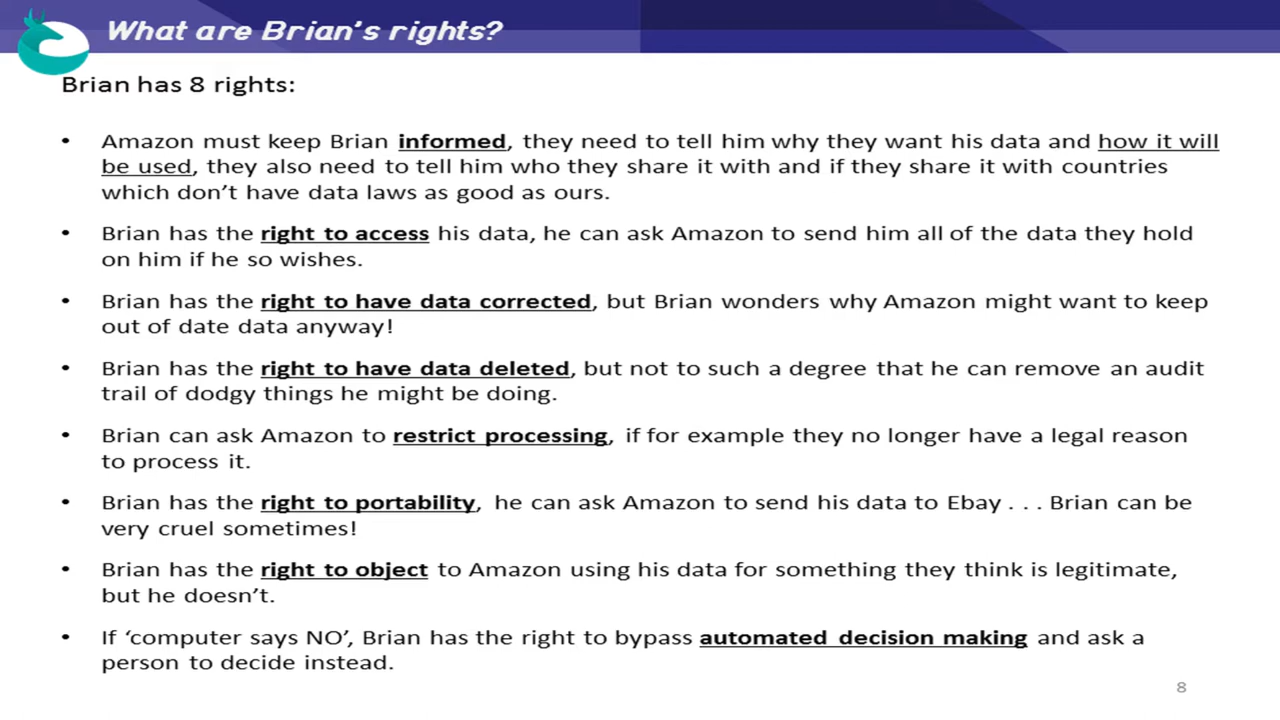 What are Brian's rights?
Brian has 8 rights:
• Amazon must keep Brian informed, they need to tell him why they want his data and how it will
be used, they also need to tell him who they share it with and if they share it with countries
which don't have data laws as good as ours.
• Brian has the right to access his data, he can ask Amazon to send him all of the data they hold
on him if he so wishes.
• Brian has the right to have data corrected, but Brian wonders why Amazon might want to keep
out of date data anyway!
• Brian has the right to have data deleted, but not to such a degree that he can remove an audit
trail of dodgy things he might be doing.
• Brian can ask Amazon to restrict processing, if for example they no longer have a legal reason
to process it.
• Brian has the right to portability, he can ask Amazon to send his data to Ebay . . . Brian can be
very cruel sometimes!
• Brian has the right to object to Amazon using his data for something they think is legitimate,
but he doesn't.
• If 'computer says NO', Brian has the right to bypass automated decision making and ask a
person to decide instead.
8